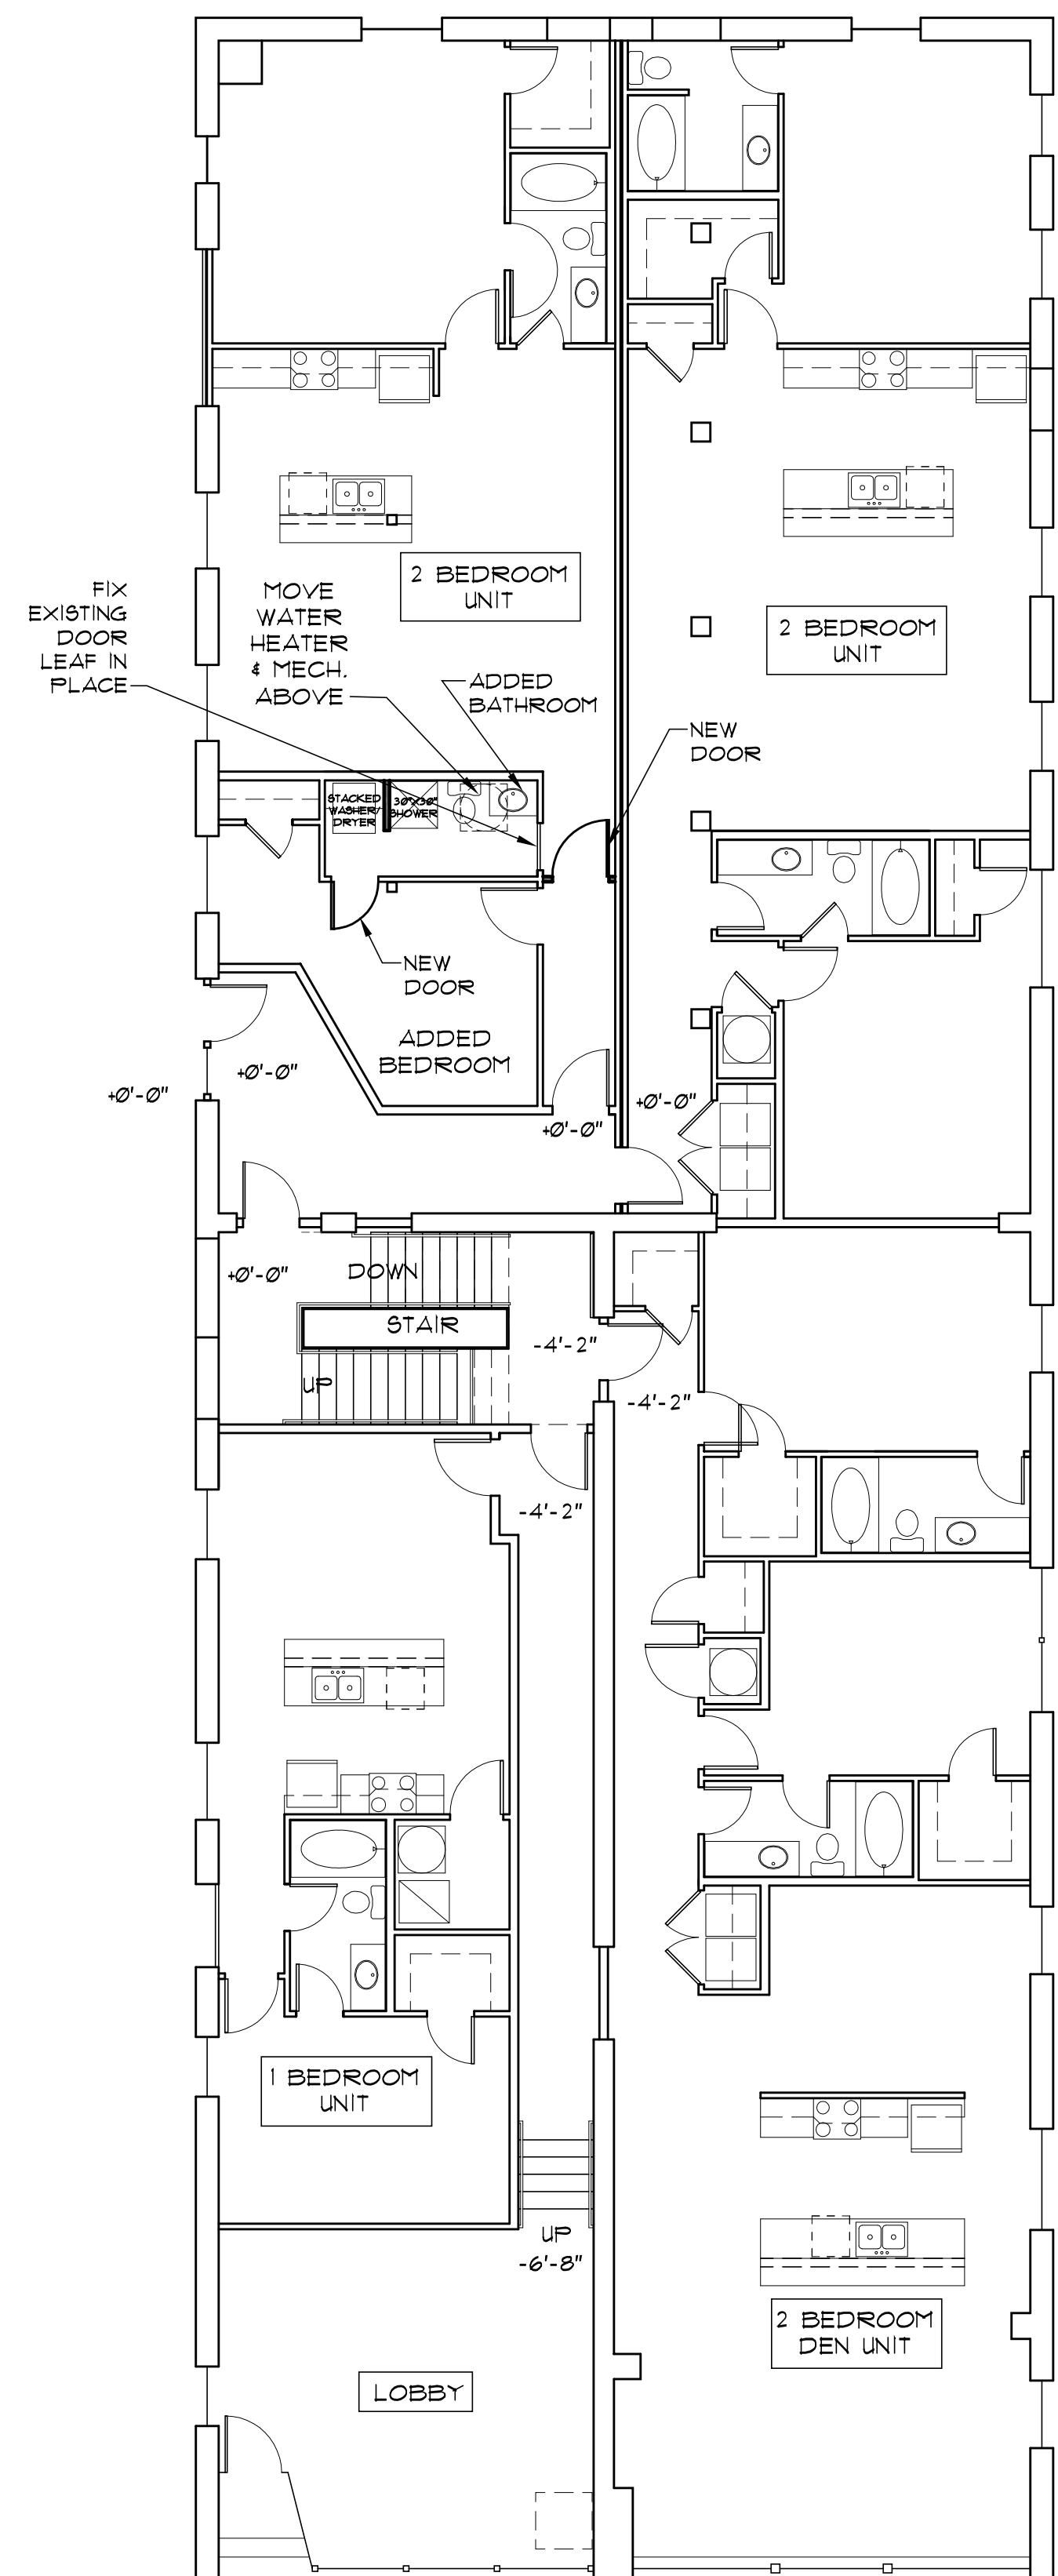 2 BEDROOM
UNIT
FIX
EXISTING
DOOR
LEAF IN
PLACE
MOVE
WATER
HEATER
& MECH.
ABOVE
ADDED
BATHROOM
2 BEDROOM
UNIT
NEW
DOOR
STACKED
WASHER/
DRYER
30"X36"
SHOWER
NEW
DOOR
ADDED
BEDROOM
+0'-0"
+0'-0"
+0'-0"
+0'-0"
+0'-0"
DOWN
STAIR
UP
-4'-2"
-4'-2"
-4'-2"
1 BEDROOM
UNIT
UP
-6'-8"
2 BEDROOM
DEN UNIT
LOBBY